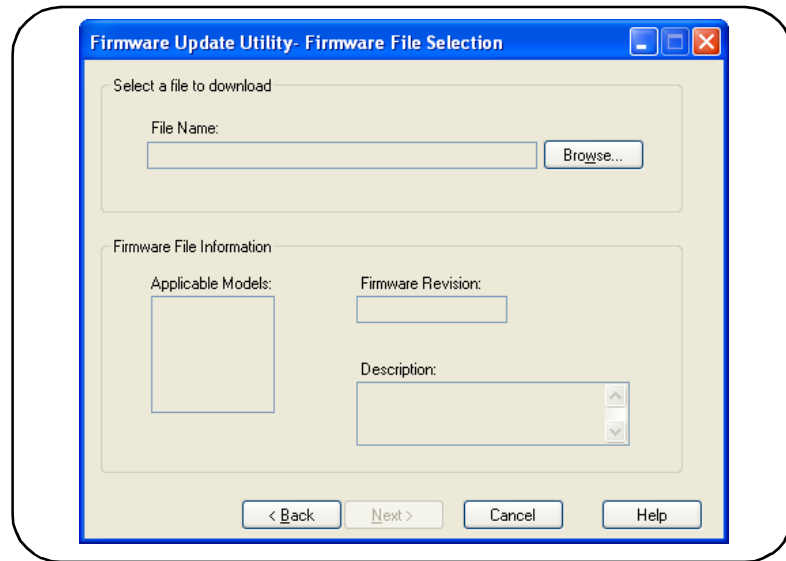 Firmware Update Utility- Firmware File Selection
Select a file to download
File Name:
Browse...
Firmware File Information
Applicable Models:
Firmware Revision:
Description:
< Back
Next >
Cancel
Help